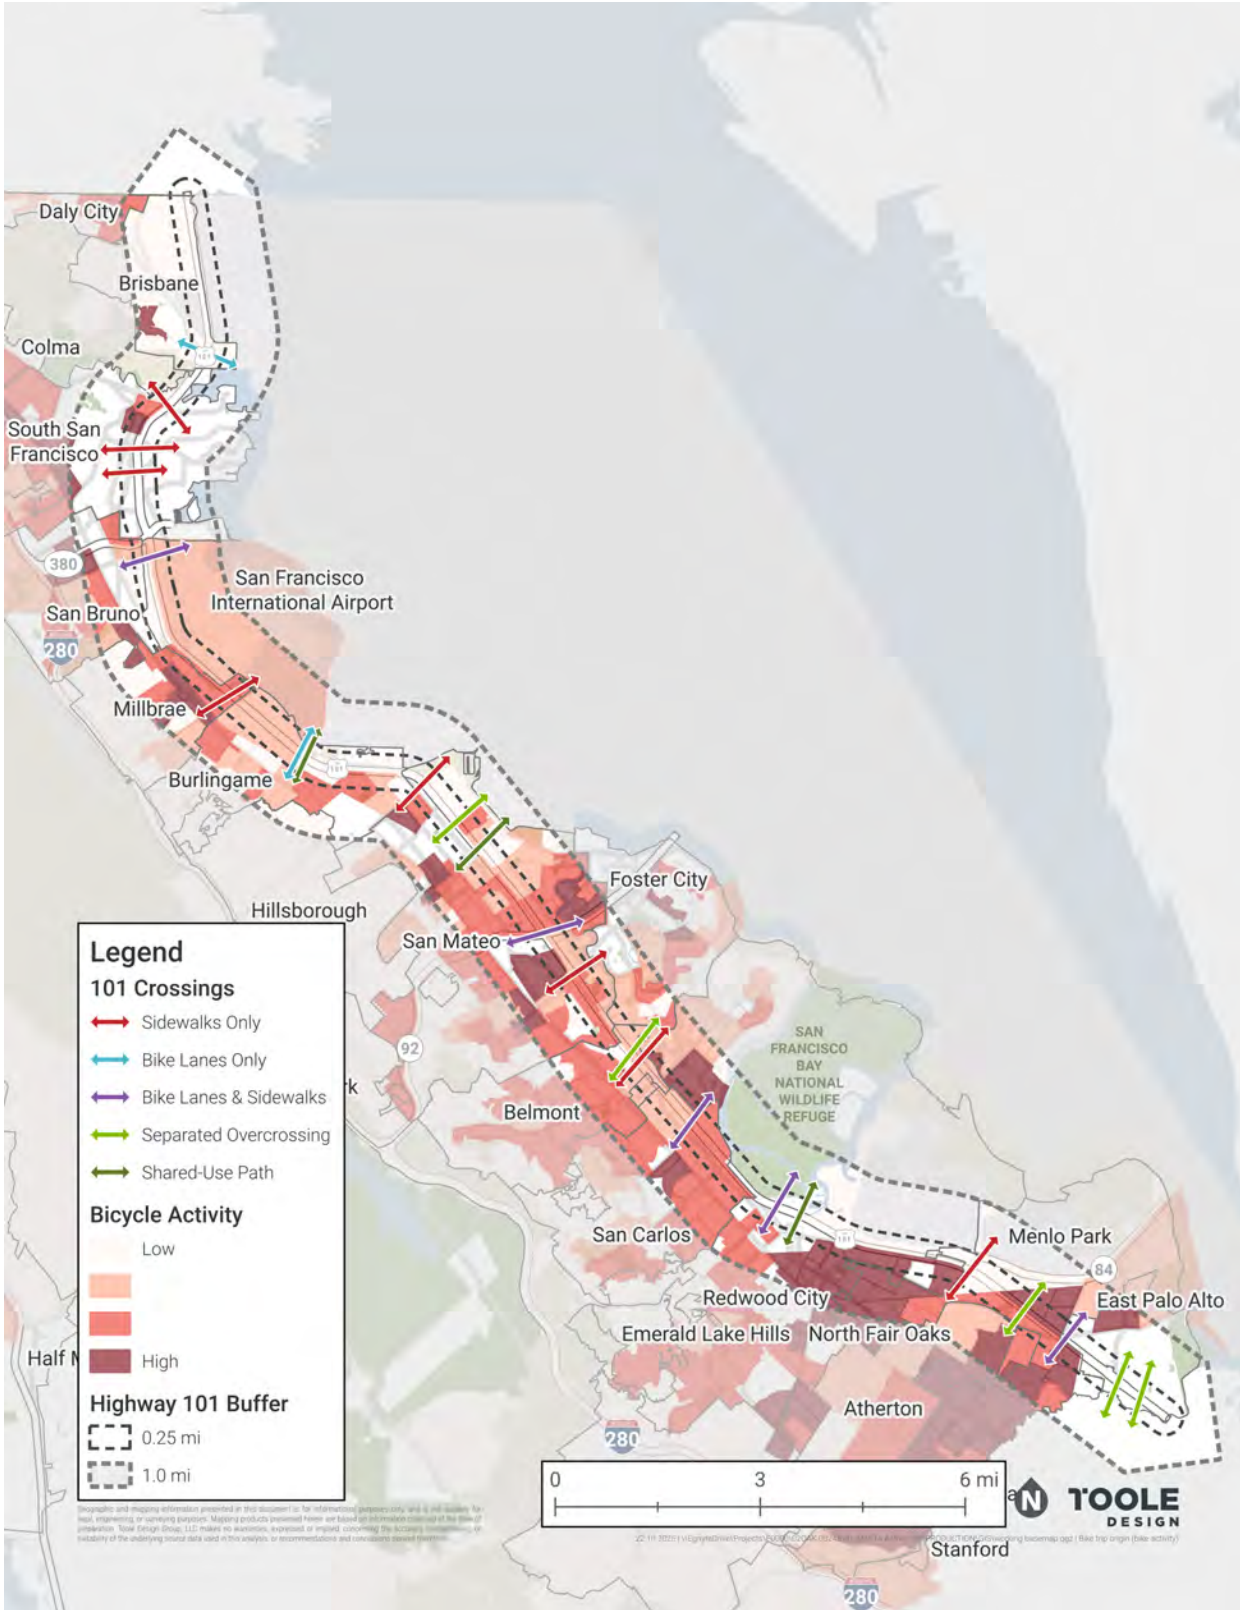 Daly City
Brisbane
101
Colma
South San
Francisco
380
San Francisco
International Airport
San Bruno
280
Millbrae
Burlingame
101
Foster City
Hillsborough
San Mateo
Legend
101 Crossings
Sidewalks Only
Bike Lanes Only
Bike Lanes & Sidewalks
Separated Overcrossing
Shared-Use Path
Bicycle Activity
Low
High
Highway 101 Buffer
0.25 mi
1.0 mi
92
k
SAN
FRANCISCO
BAY
NATIONAL
WILDLIFE
REFUGE
Belmont
San Carlos
101
Menlo Park
84
Redwood City
East Palo Alto
Emerald Lake Hills
North Fair Oaks
Half M
Atherton
280
0 3 6 mi
a
N
TOOLE
DESIGN
Stanford
280